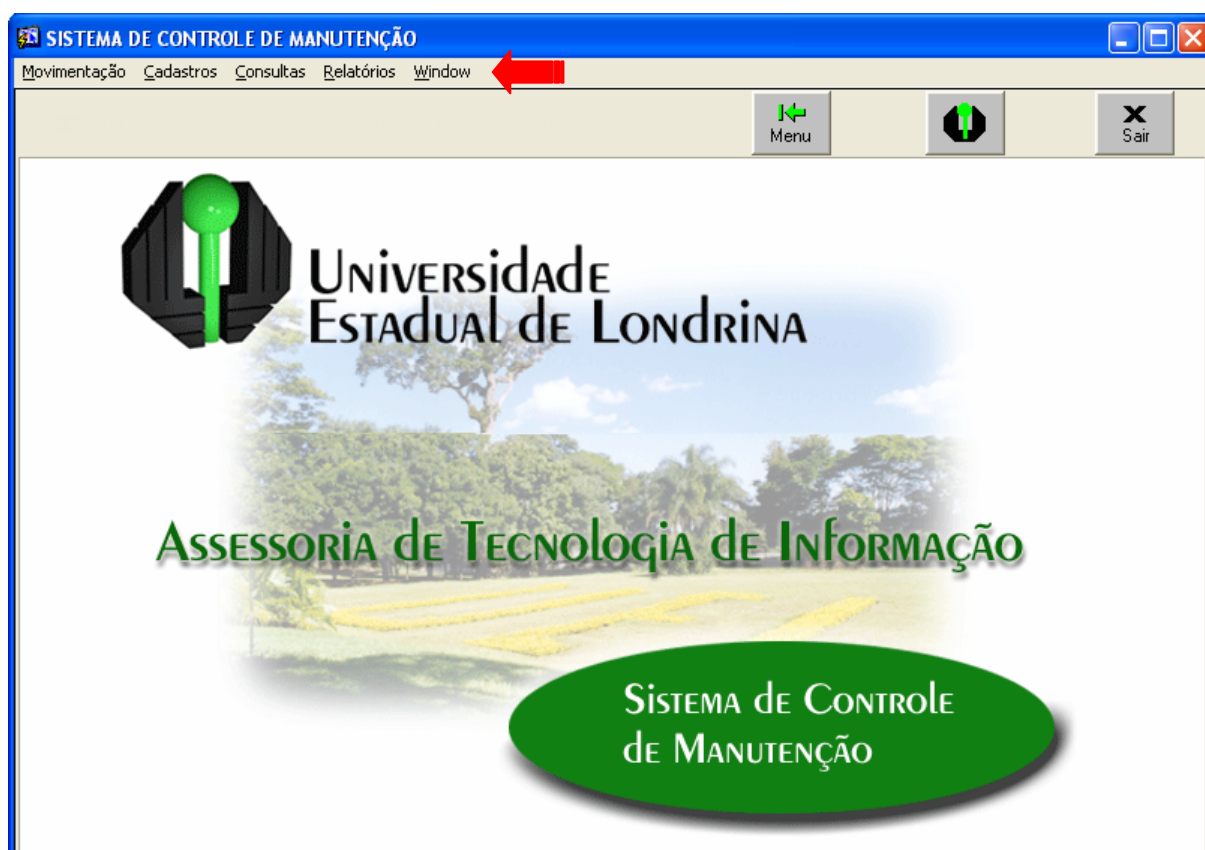 SISTEMA DE CONTROLE DE MANUTENÇÃO
Movimentação Cadastros Consultas Relatórios Window
Menu Sair
Universidade
Estadual de Londrina
Assessoria de Tecnologia de Informação
Sistema de Controle
de Manutenção